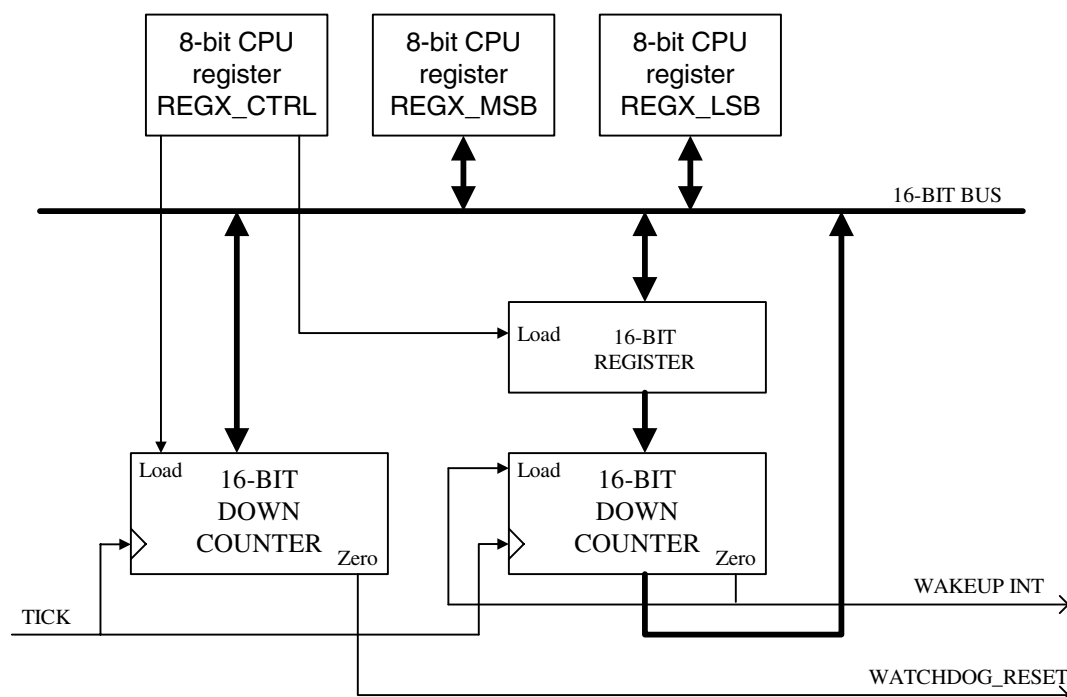 8-bit CPU
register
REGX_CTRL
8-bit CPU
register
REGX_MSB
8-bit CPU
register
REGX_LSB
16-BIT BUS
Load
16-BIT
REGISTER
Load
16-BIT
DOWN
COUNTER
Zero
Load
16-BIT
DOWN
COUNTER
Zero
WAKEUP INT
TICK
WATCHDOG_RESET